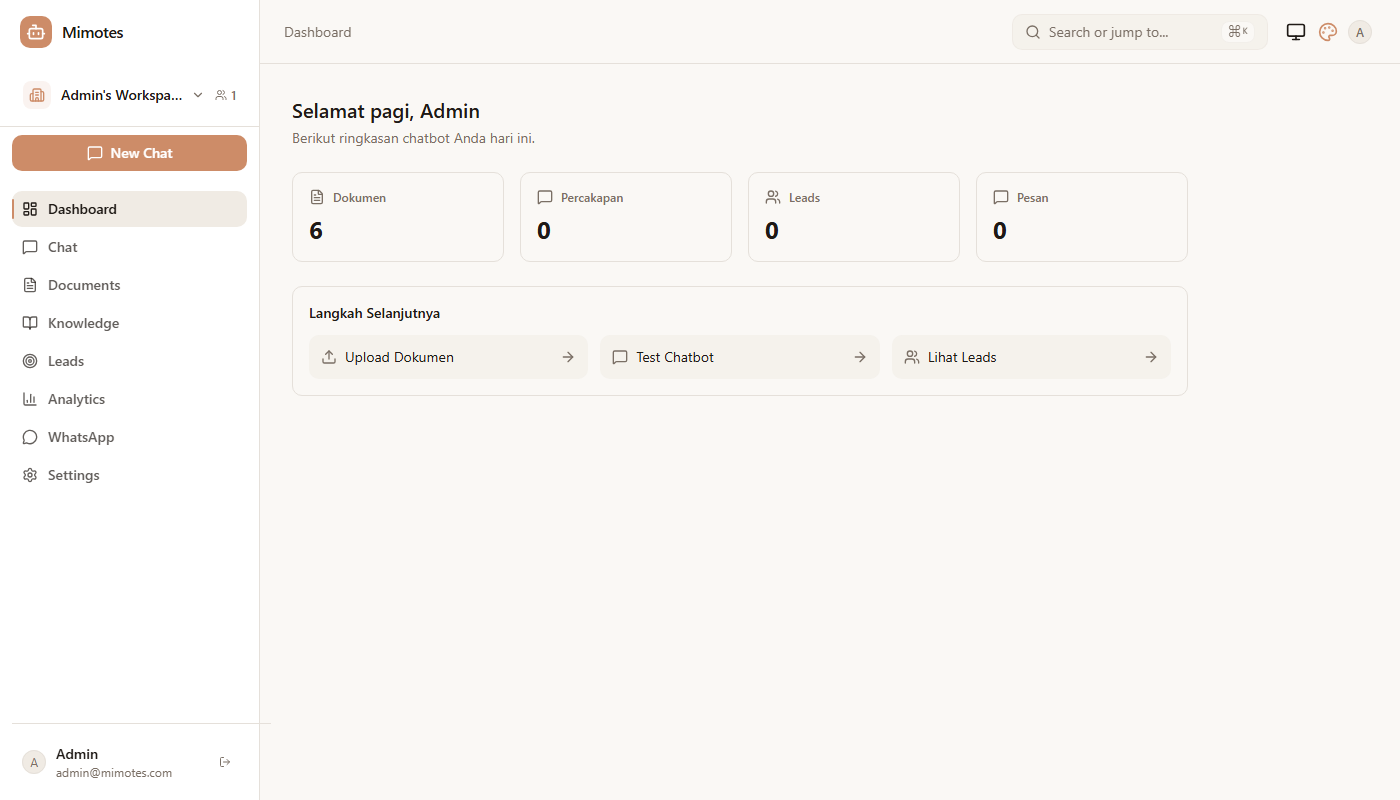 Mimotes
Admin's Workspa...
1
New Chat
Dashboard
Chat
Documents
Knowledge
Leads
Analytics
WhatsApp
Settings
A
Admin
admin@mimotes.com
Dashboard
Search or jump to...
⌘K
A
Selamat pagi, Admin
Berikut ringkasan chatbot Anda hari ini.
Dokumen
6
Percakapan
0
Leads
0
Pesan
0
Langkah Selanjutnya
Upload Dokumen
Test Chatbot
Lihat Leads